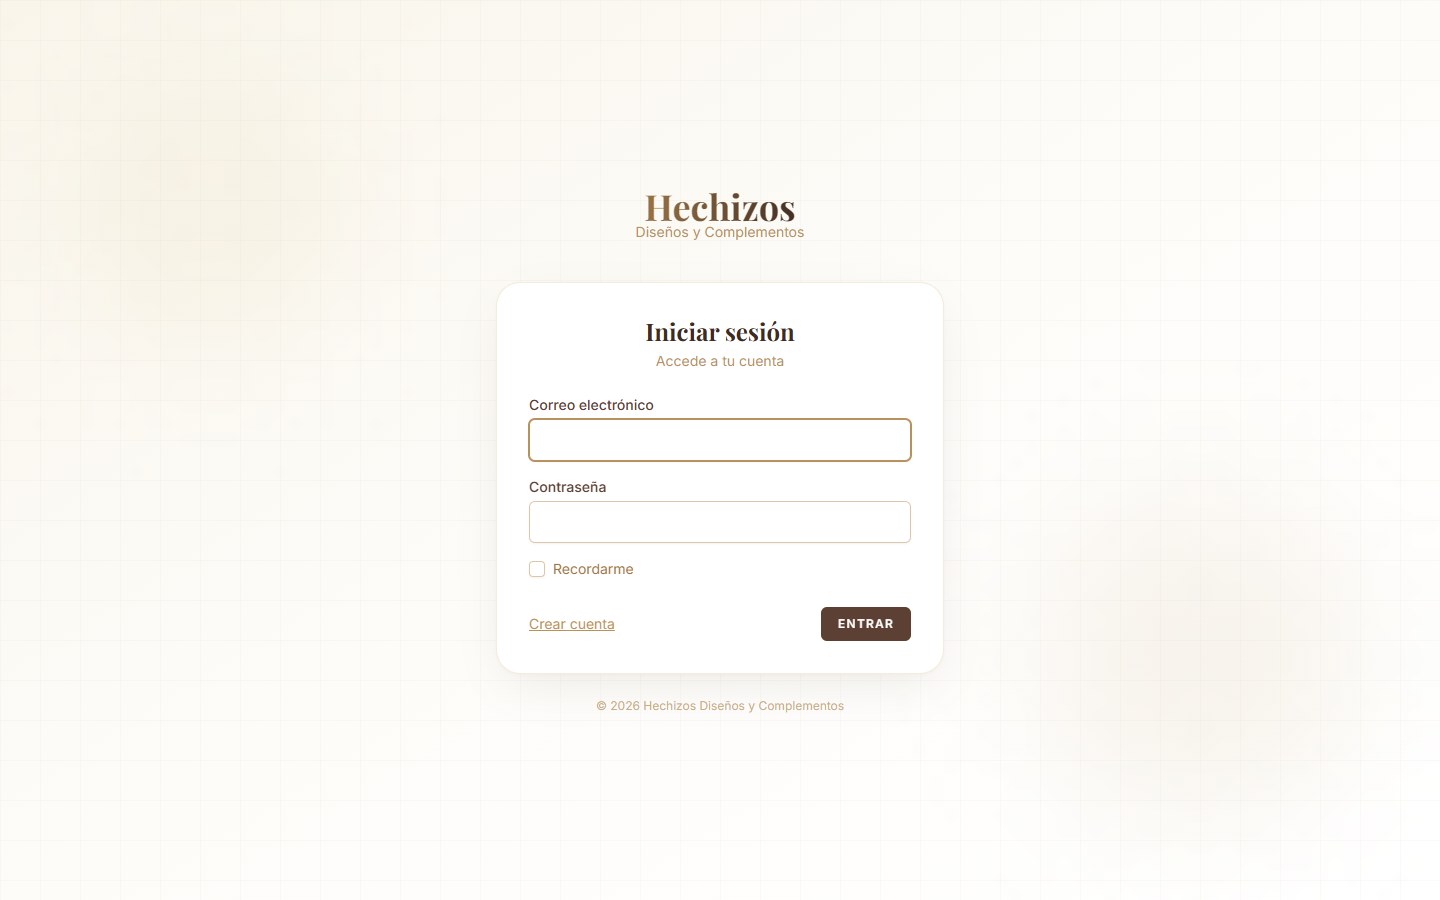 Hechizos
Diseños y Complementos
Iniciar sesión
Accede a tu cuenta
Correo electrónico
Contraseña
Recordarme
Crear cuenta
ENTRAR
© 2026 Hechizos Diseños y Complementos